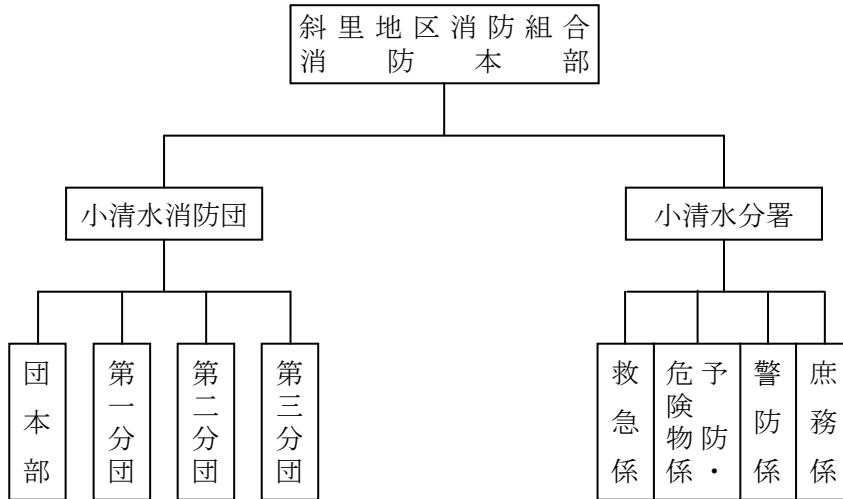 斜里地区消防組合
消防本部
小清水消防団
小清水分署
団本部
第一分団
第二分団
第三分団
救急係
予防・
危険物係
警防係
庶務係